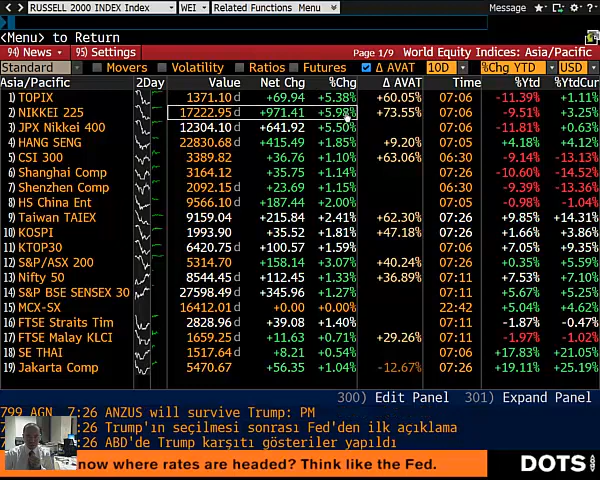 RUSSELL 2000 INDEX Index WEI Related Functions Menu Message
<Menu> to Return
94) News 95) Settings Page 1/9 World Equity Indices: Asia/Pacific
Standard Movers Volatility Ratios Futures Δ AVAT 10D %Chg YTD USD
Asia/Pacific 2Day Value Net Chg %Chg Δ AVAT Time %Ytd %YtdCur
1) TOPIX 1371.10 d +69.94 +5.38% +60.05% 07:06 -11.39% +1.11%
2) NIKKEI 225 17222.95 d +971.41 +5.98% +73.55% 07:06 -9.51% +3.25%
3) JPX Nikkei 400 12304.10 d +641.92 +5.50% 07:06 -11.81% +0.63%
4) HANG SENG 22830.68 d +415.49 +1.85% +9.20% 07:05 +4.18% +4.12%
5) CSI 300 3389.82 +36.76 +1.10% +63.06% 06:30 -9.14% -13.13%
6) Shanghai Comp 3164.12 +35.75 +1.14% 07:26 -10.60% -14.52%
7) Shenzhen Comp 2092.15 d +23.69 +1.15% 07:06 -9.39% -13.36%
8) HS China Ent 9566.10 d +187.44 +2.00% 07:05 -0.98% -1.04%
9) Taiwan TAIEX 9159.04 +215.84 +2.41% +62.30% 07:26 +9.85% +14.31%
10) KOSPI 1993.90 +35.52 +1.81% +47.18% 07:26 +1.66% +3.86%
11) KTOP30 6420.75 d +100.57 +1.59% 07:06 +7.05% +9.35%
12) S&P/ASX 200 5314.70 +158.14 +3.07% +40.24% 07:26 +0.35% +5.59%
13) Nifty 50 8544.45 d +112.45 +1.33% +36.89% 07:11 +7.53% +7.10%
14) S&P BSE SENSEX 30 27598.49 d +345.96 +1.27% 07:11 +5.67% +5.25%
15) MCX-SX 16412.01 d +0.00 +0.00% 22:42 +5.04% +4.62%
16) FTSE Straits Tim 2828.96 +39.08 +1.40% 07:26 -1.87% -0.47%
17) FTSE Malay KLCI 1659.25 d +11.63 +0.71% +29.26% 07:11 -1.97% -1.02%
18) SE THAI 1517.64 d +8.21 +0.54% 07:06 +17.83% +21.05%
19) Jakarta Comp 5470.67 +56.35 +1.04% -12.67% 07:26 +19.11% +25.19%
300) Edit Panel 301) Expand Panel
799 AGN 7:26 ANZUS will survive Trump: PM
7:26 Trump'ın seçilmesi sonrası Fed'den ilk açıklama
7:26 ABD'de Trump karşıtı gösteriler yapıldı
now where rates are headed? Think like the Fed. DOTS